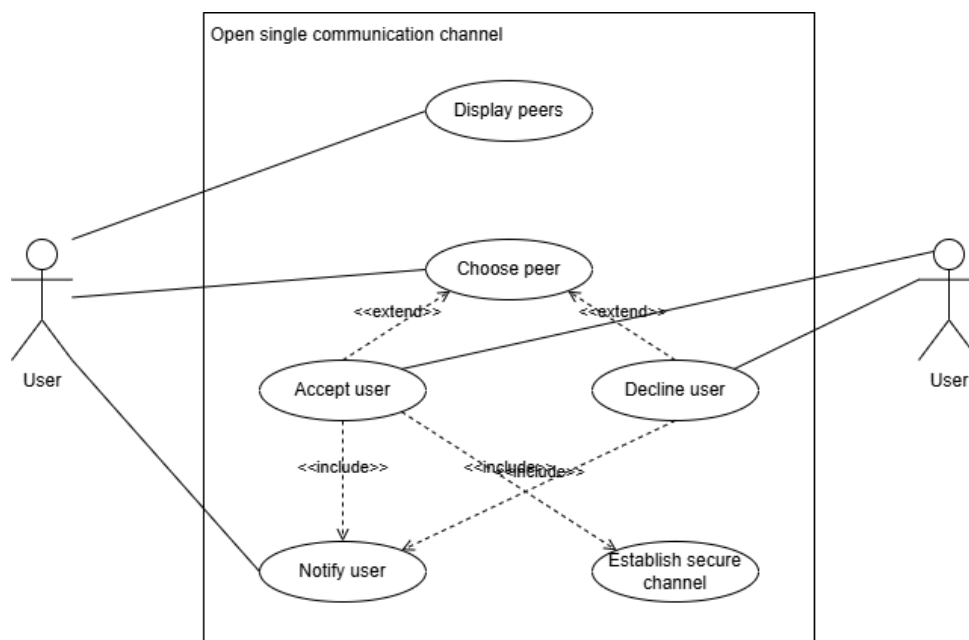 Open single communication channel
Display peers
Choose peer
<<extend>>
<<extend>>
User
Accept user
Decline user
User
<<include>>
<<include>>
<<include>>
Notify user
Establish secure
channel